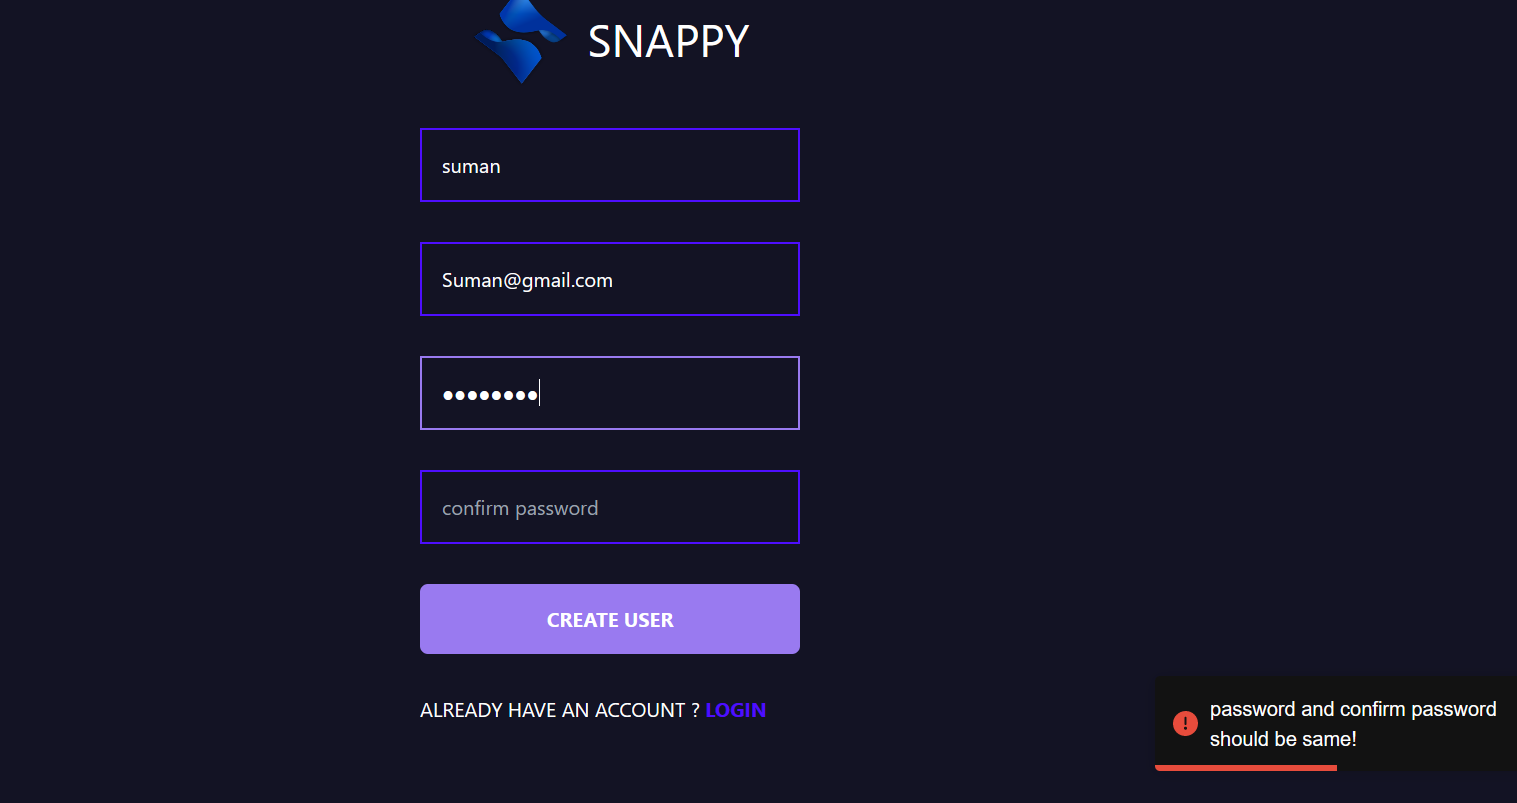 SNAPPY
suman
Suman@gmail.com
••••••••
confirm password
CREATE USER
ALREADY HAVE AN ACCOUNT ? LOGIN
password and confirm password
should be same!